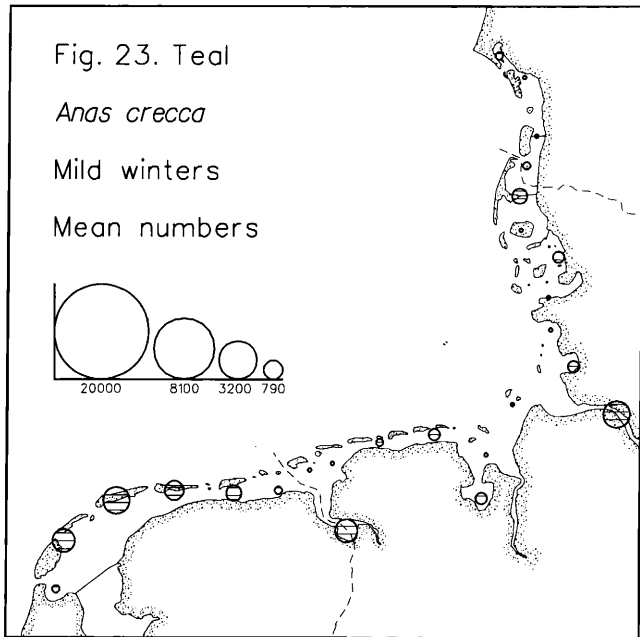 Fig. 23. Teal
Anas crecca
Mild winters
Mean numbers
20000 8100 3200 790